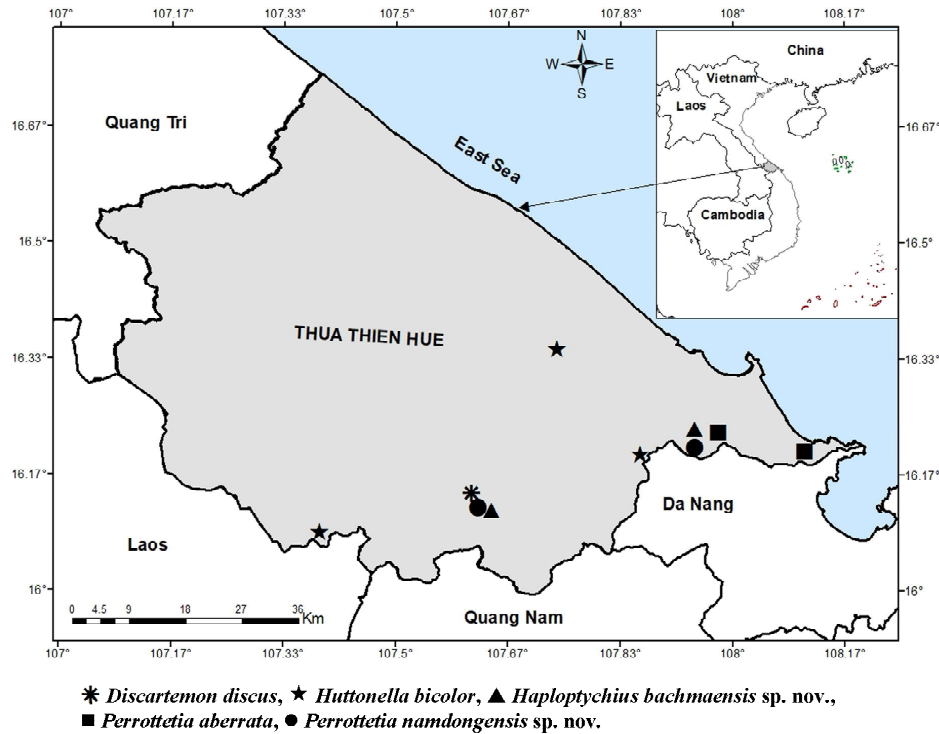 107° 107.17° 107.33° 107.5° 107.67° 107.83° 108° 108.17°
N
W E
S
China
Vietnam
Laos
Cambodia
16.67° 16.67°
Quang Tri
East Sea
16.5° 16.5°
THUA THIEN HUE
16.33° 16.33°
16.17° 16.17°
Da Nang
Laos
16° 16°
Quang Nam
0 4.5 9 18 27 36
Km
107° 107.17° 107.33° 107.5° 107.67° 107.83° 108° 108.17°
Discartemon discus, Huttonella bicolor, Haploptychius bachmaensis sp. nov.,
Perrottetia aberrata, Perrottetia namdongensis sp. nov.